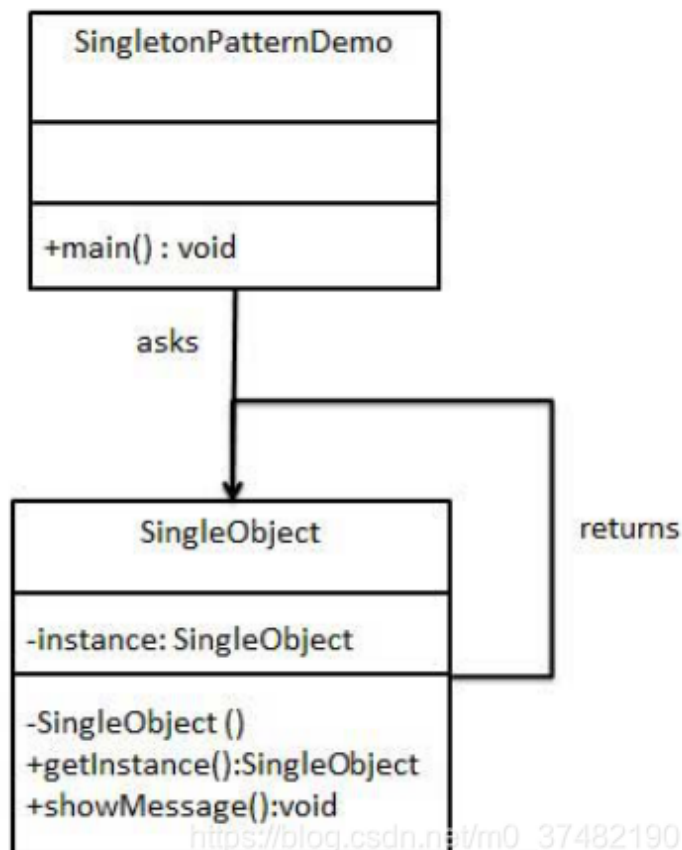 SingletonPatternDemo
+main() : void
asks
SingleObject
returns
-instance: SingleObject
-SingleObject ()
+getInstance():SingleObject
+showMessage():void
https://blog.csdn.net/m0_37482190